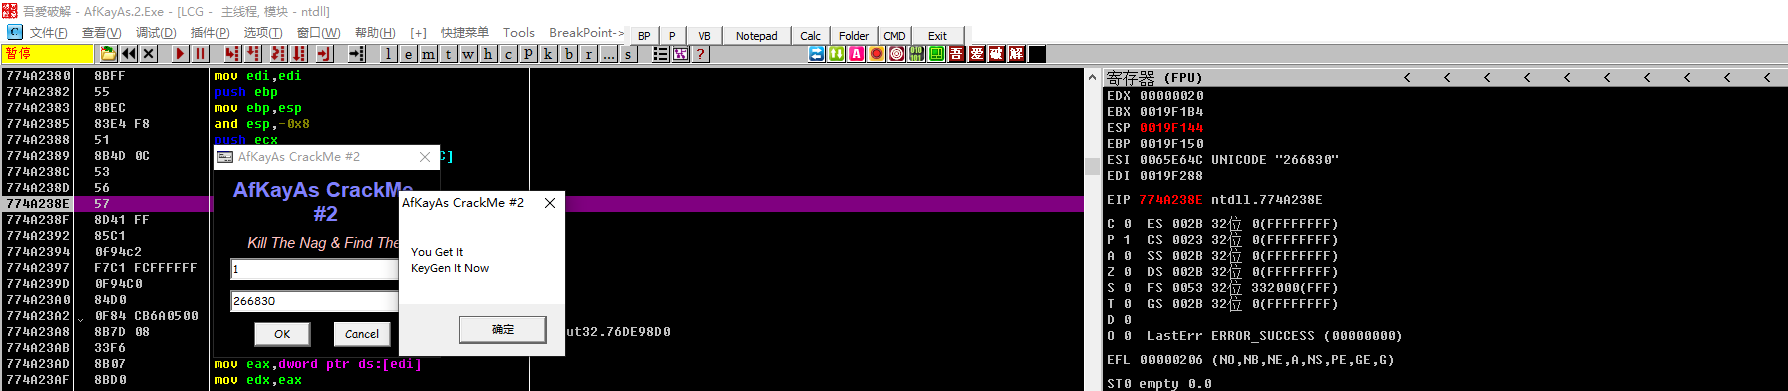 吾愛破解 - AfKayAs.2.Exe - [LCG - 主线程, 模块 - ntdll]
文件(F) 查看(V) 调试(D) 插件(P) 选项(T) 窗口(W) 帮助(H) [+] 快捷菜单 Tools BreakPoint-> BP P VB Notepad Calc Folder CMD Exit
暂停 l e m t w h c p k b r ... s ? 吾 爱 破 解
774A2380 8BFF mov edi,edi
774A2382 55 push ebp
774A2383 8BEC mov ebp,esp
774A2385 83E4 F8 and esp,-0x8
774A2388 51 push ecx
774A2389 8B4D 0C C]
774A238C 53
774A238D 56
774A238E 57
774A238F 8D41 FF
774A2392 85C1
774A2394 0F94c2
774A2397 F7C1 FCFFFFFF
774A239D 0F94C0
774A23A0 84D0
774A23A2 0F84 CB6A0500
774A23A8 8B7D 08 ut32.76DE98D0
774A23AB 33F6
774A23AD 8B07 mov eax,dword ptr ds:[edi]
774A23AF 8BD0 mov edx,eax
AfKayAs CrackMe #2
AfKayAs CrackMe
#2
Kill The Nag & Find The
1
266830
OK Cancel
AfKayAs CrackMe #2
You Get It
KeyGen It Now
确定
寄存器 (FPU) < < < < < < < < < <
EDX 00000020
EBX 0019F1B4
ESP 0019F144
EBP 0019F150
ESI 0065E64C UNICODE "266830"
EDI 0019F288
EIP 774A238E ntdll.774A238E
C 0 ES 002B 32位 0(FFFFFFFF)
P 1 CS 0023 32位 0(FFFFFFFF)
A 0 SS 002B 32位 0(FFFFFFFF)
Z 0 DS 002B 32位 0(FFFFFFFF)
S 0 FS 0053 32位 332000(FFF)
T 0 GS 002B 32位 0(FFFFFFFF)
D 0
O 0 LastErr ERROR_SUCCESS (00000000)
EFL 00000206 (NO,NB,NE,A,NS,PE,GE,G)
ST0 empty 0.0